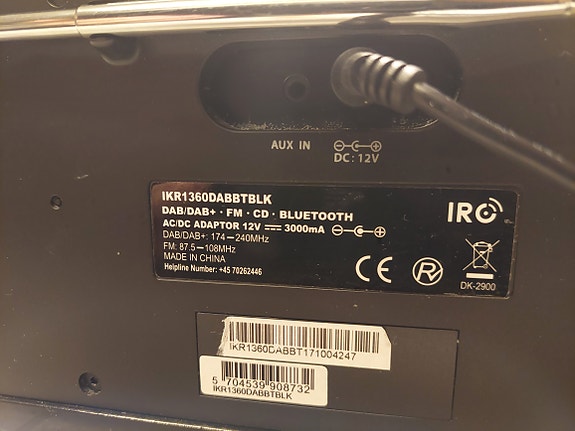 AUX IN
DC: 12V
IKR1360DABBTBLK
DAB/DAB+ · FM · CD · BLUETOOTH
AC/DC ADAPTOR 12V 3000mA
DAB/DAB+: 174–240MHz
FM: 87.5–108MHz
MADE IN CHINA
Helpline Number: +45 70262446
IRC
CE
RV
DK-2900
IKR1360DABBT171004247
5 704539 908732
IKR1360DABBTBLK